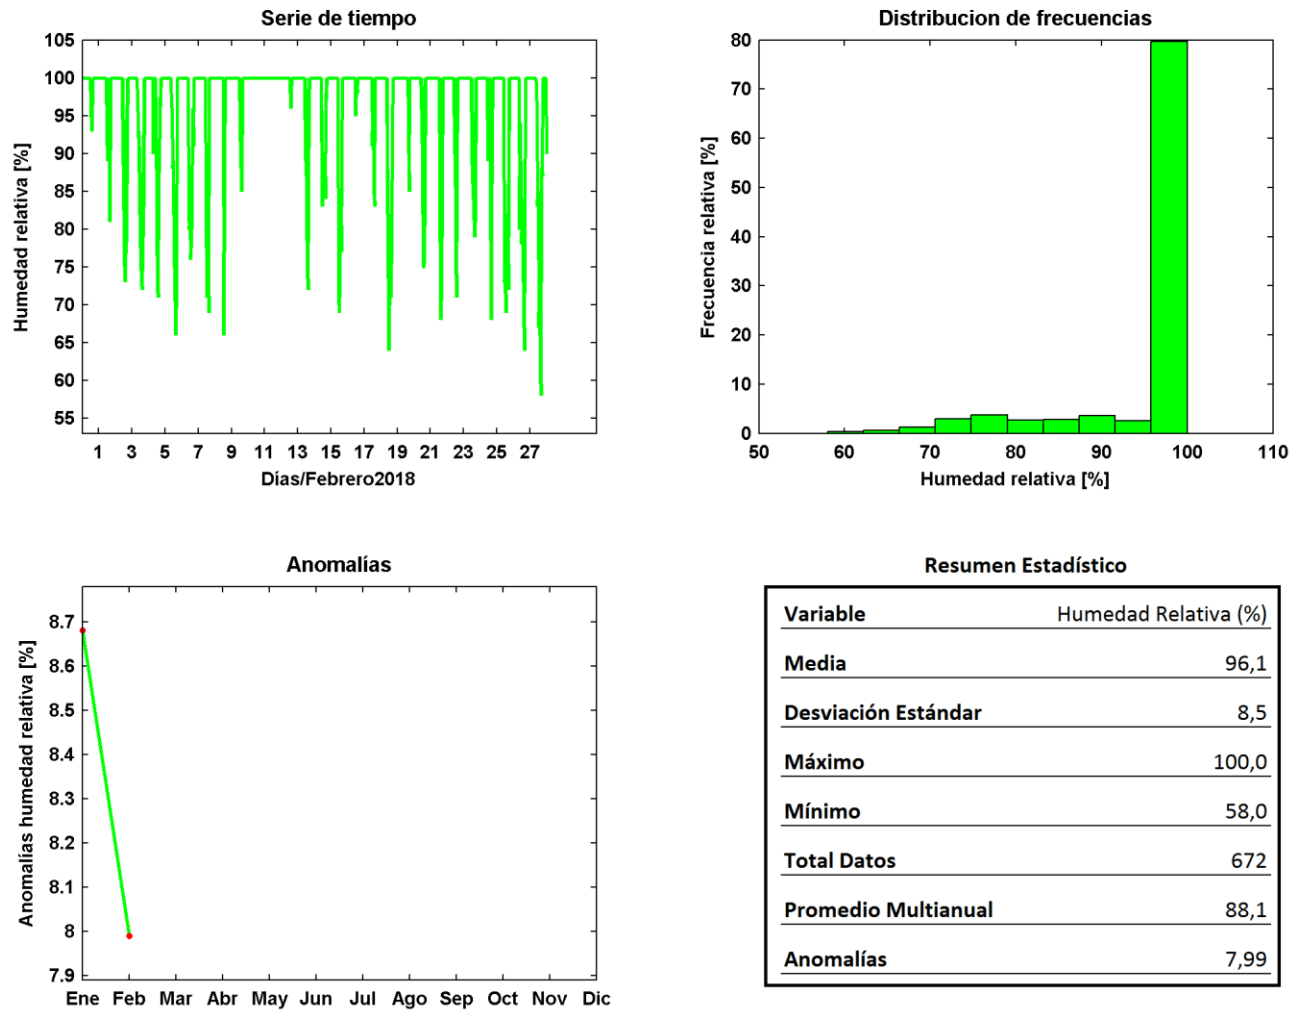 Serie de tiempo
105
100
95
90
85
80
75
70
65
60
55
Humedad relativa [%]
1 3 5 7 9 11 13 15 17 19 21 23 25 27
Días/Febrero2018
Distribucion de frecuencias
80
70
60
50
40
30
20
10
0
Frecuencia relativa [%]
50 60 70 80 90 100 110
Humedad relativa [%]
Anomalías
8.7
8.6
8.5
8.4
8.3
8.2
8.1
8
7.9
Anomalias humedad relativa [%]
Ene Feb Mar Abr May Jun Jul Ago Sep Oct Nov Dic
Resumen Estadístico
Variable Humedad Relativa (%)
Media 96,1
Desviación Estándar 8,5
Máximo 100,0
Mínimo 58,0
Total Datos 672
Promedio Multianual 88,1
Anomalías 7,99